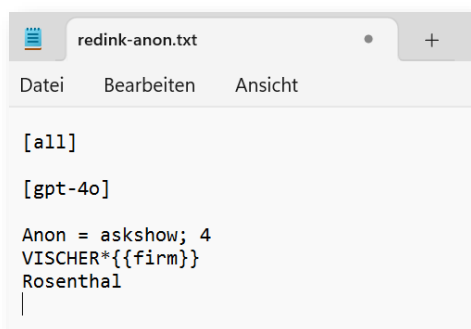 redink-anon.txt
Datei Bearbeiten Ansicht
[all]
[gpt-4o]
Anon = askshow; 4
VISCHER*{{firm}}
Rosenthal